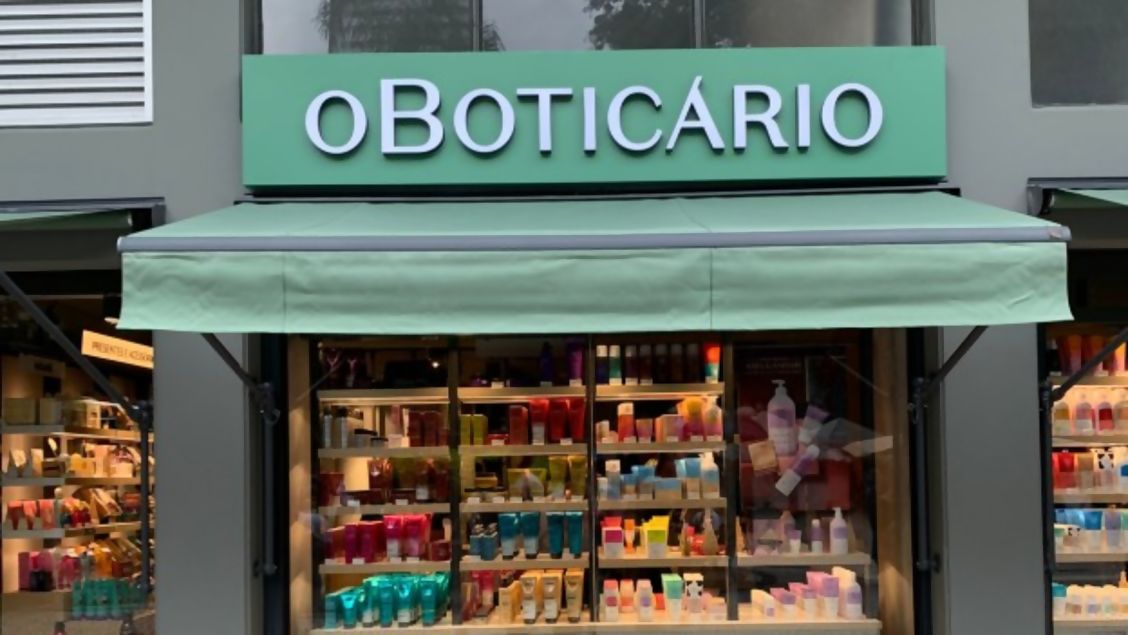 OBOTICÁRIO
PRESENTES E ACESSÓRIOS